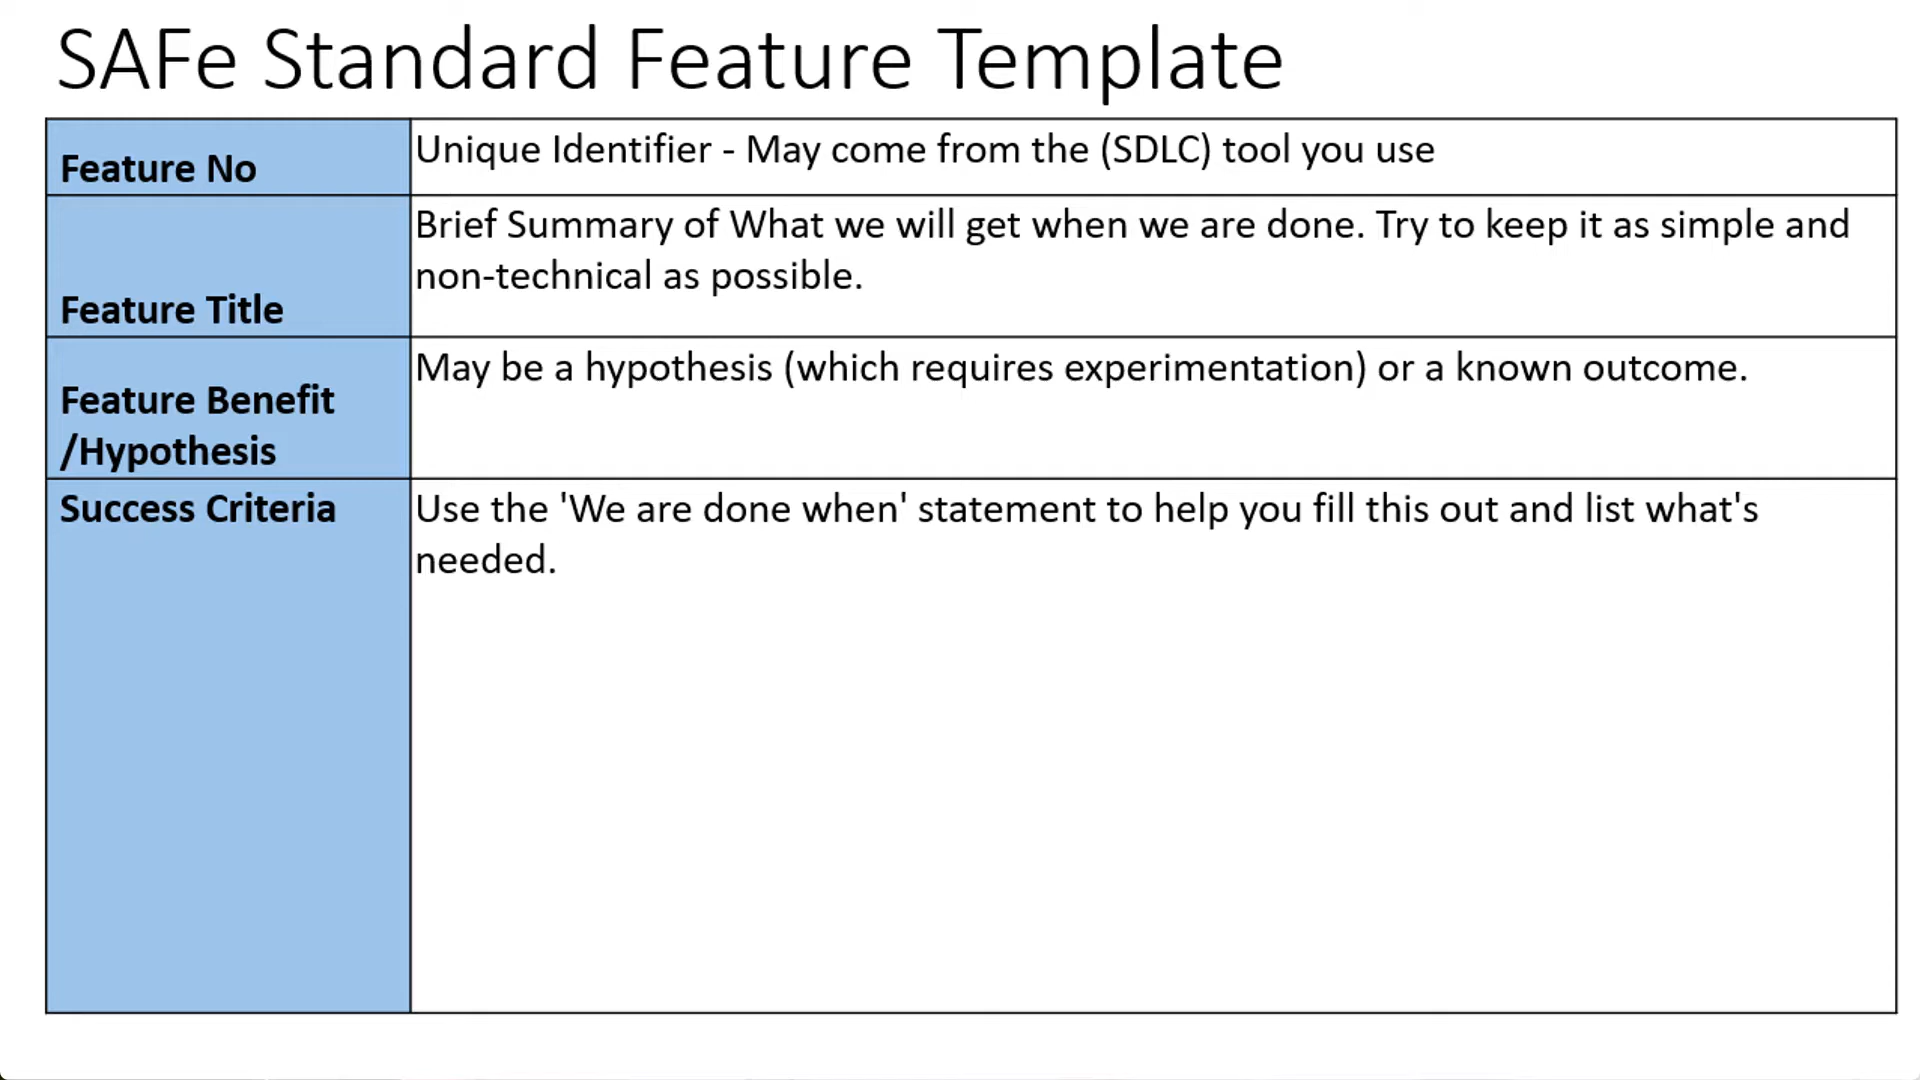 SAFe Standard Feature Template
Feature No
Unique Identifier - May come from the (SDLC) tool you use
Feature Title
Brief Summary of What we will get when we are done. Try to keep it as simple and
non-technical as possible.
Feature Benefit
/Hypothesis
May be a hypothesis (which requires experimentation) or a known outcome.
Success Criteria
Use the 'We are done when' statement to help you fill this out and list what's
needed.